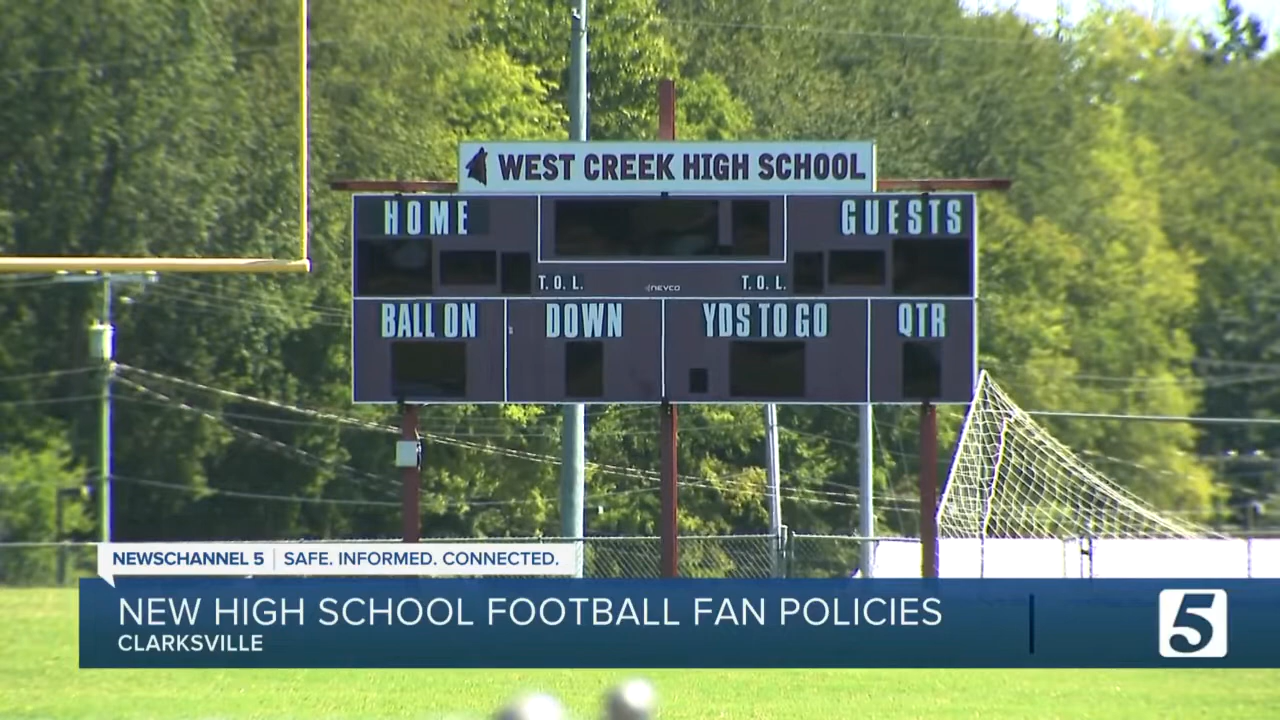 WEST CREEK HIGH SCHOOL
HOME
GUESTS
T. O. L.
NEVCO
T. O. L.
BALL ON
DOWN
YDS TO GO
QTR
NEWSCHANNEL 5 | SAFE. INFORMED. CONNECTED.
NEW HIGH SCHOOL FOOTBALL FAN POLICIES
CLARKSVILLE
5